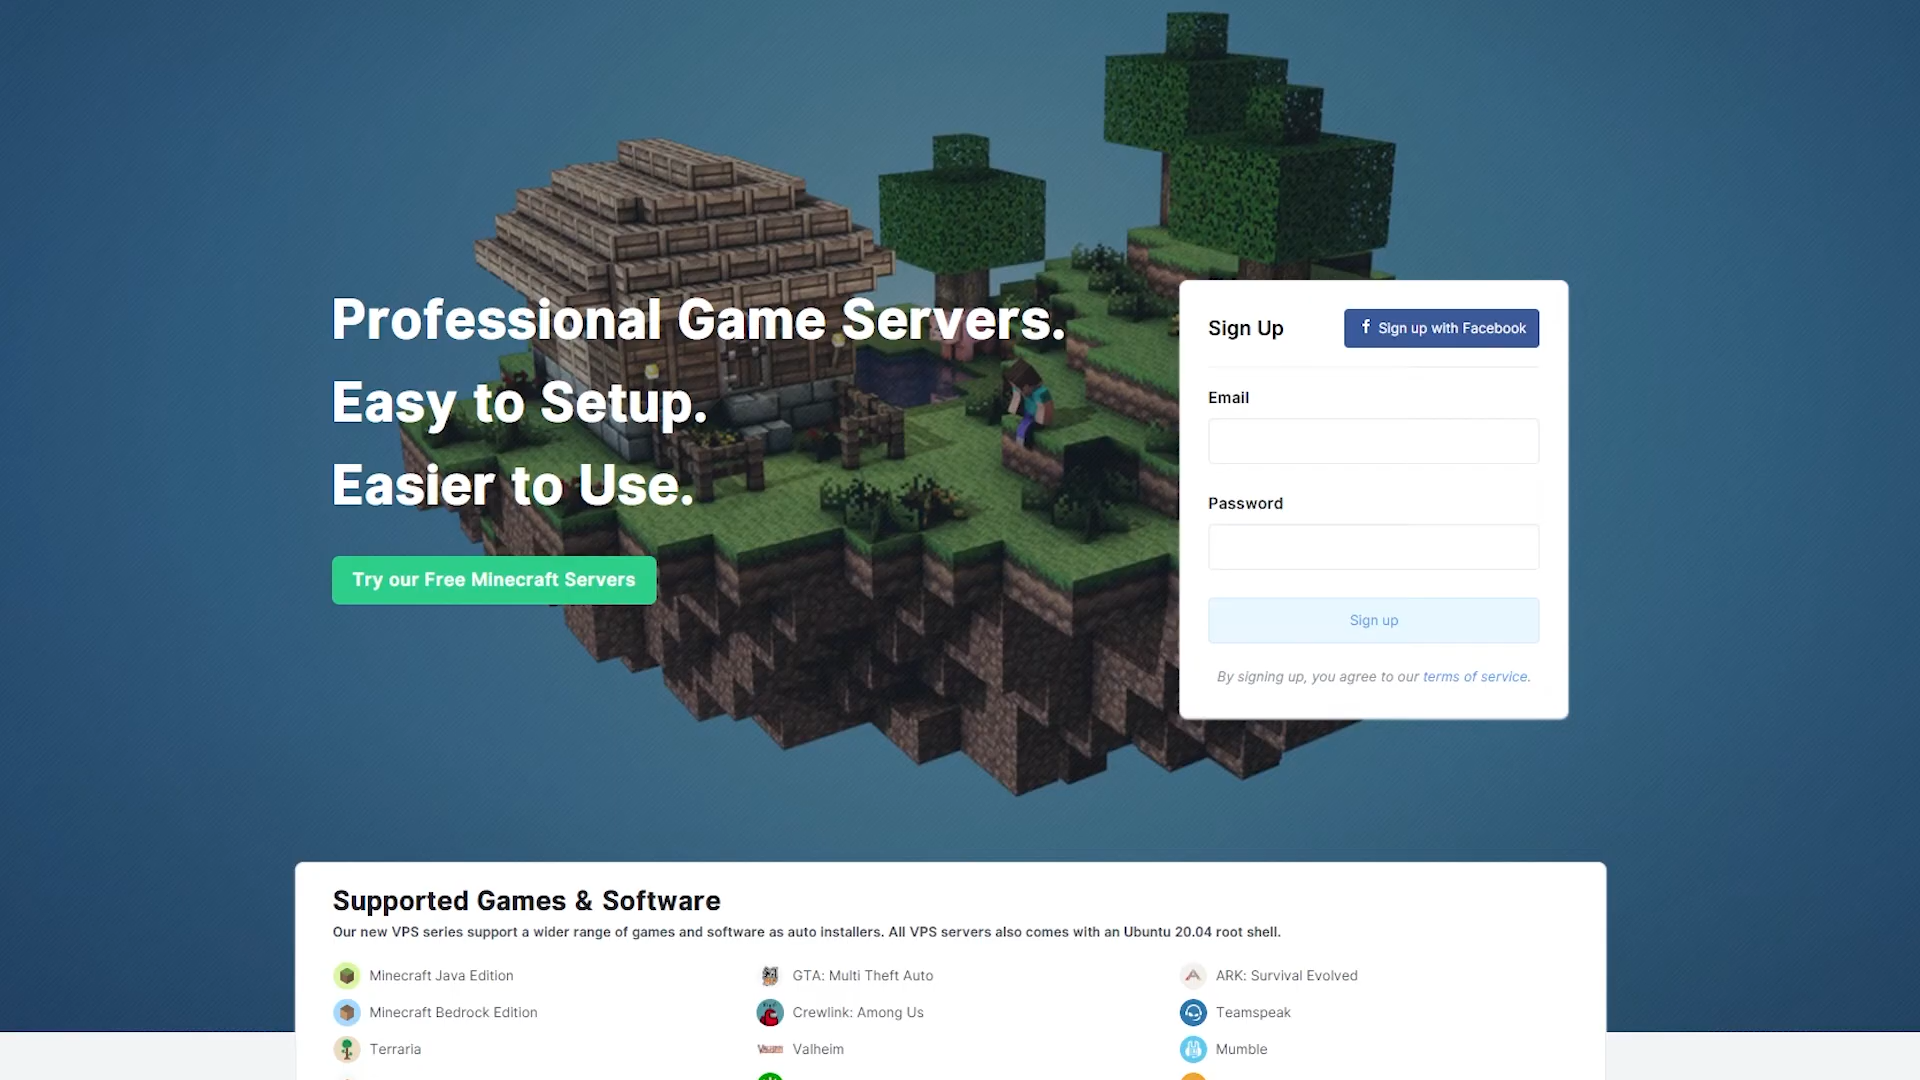 Professional Game Servers.
Easy to Setup.
Easier to Use.
Try our Free Minecraft Servers
Sign Up
f Sign up with Facebook
Email
Password
Sign up
By signing up, you agree to our terms of service.
Supported Games & Software
Our new VPS series support a wider range of games and software as auto installers. All VPS servers also comes with an Ubuntu 20.04 root shell.
Minecraft Java Edition
GTA: Multi Theft Auto
ARK: Survival Evolved
Minecraft Bedrock Edition
Crewlink: Among Us
Teamspeak
Terraria
Valheim
Mumble